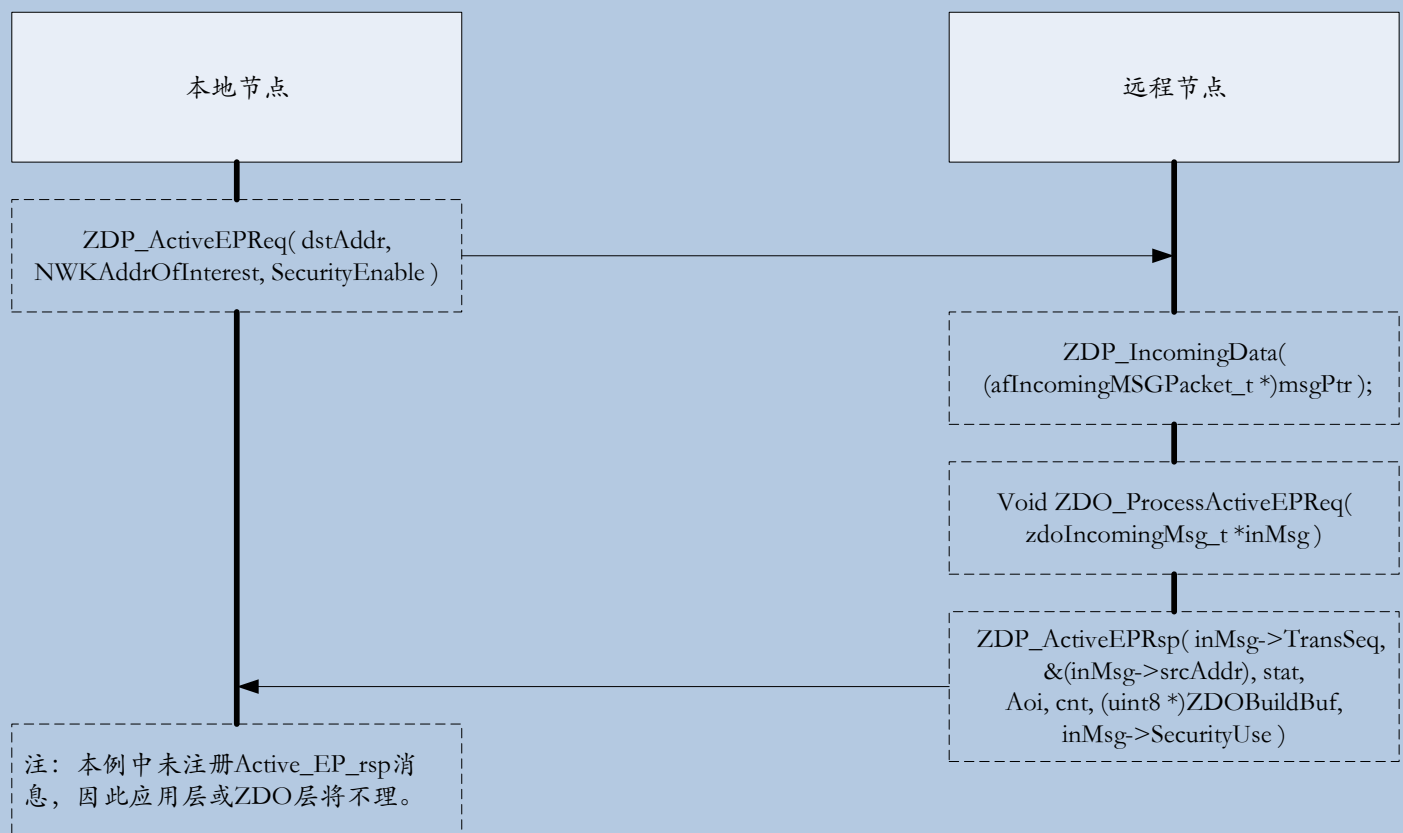 本地节点
远程节点
ZDP_ActiveEPReq( dstAddr,
NWKAddrOfInterest, SecurityEnable )
ZDP_IncomingData(
(afIncomingMSGPacket_t *)msgPtr );
Void ZDO_ProcessActiveEPReq(
zdoIncomingMsg_t *inMsg )
ZDP_ActiveEPRsp( inMsg->TransSeq,
&(inMsg->srcAddr), stat,
Aoi, cnt, (uint8 *)ZDOBuildBuf,
inMsg->SecurityUse )
注：本例中未注册Active_EP_rsp消
息，因此应用层或ZDO层将不理。